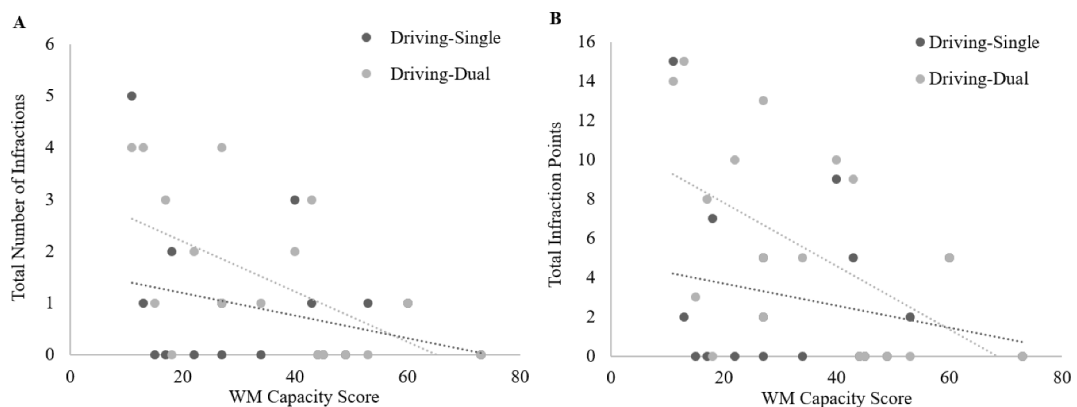 A
Total Number of Infractions
6
5
4
3
2
1
0
Driving-Single
Driving-Dual
0 20 40 60 80
WM Capacity Score
B
Total Infraction Points
16
14
12
10
8
6
4
2
0
Driving-Single
Driving-Dual
0 20 40 60 80
WM Capacity Score